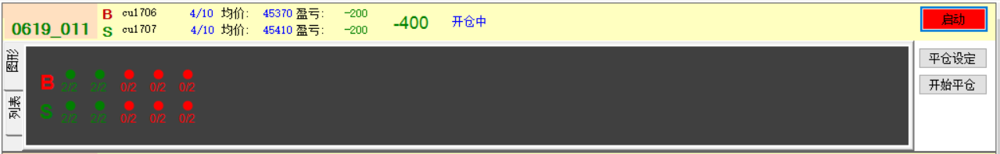 0619_011 B cu1706 4/10 均价: 45370 盈亏: -200 -400 开仓中 启动
S cu1707 4/10 均价: 45410 盈亏: -200
图形
列表
平仓设定
开始平仓
B 2/2 2/2 0/2 0/2 0/2
S 2/2 2/2 0/2 0/2 0/2